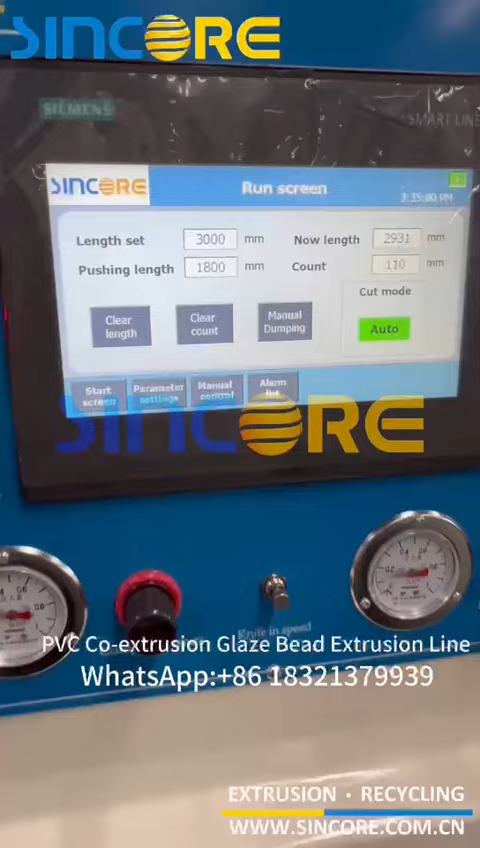 SINCORE
SIEMENS
SMART LINE
SINCORE
Run screen
3:35:00 PM
Length set 3000 mm Now length 2931 mm
Pushing length 1800 mm Count 110 mm
Cut mode
Clear length
Clear count
Manual Dumping
Auto
Start screen
Parameter settings
Manual control
Alarm list
SINCORE
Knife in speed
PVC Co-extrusion Glaze Bead Extrusion Line
WhatsApp:+86 18321379939
EXTRUSION · RECYCLING
WWW.SINCORE.COM.CN